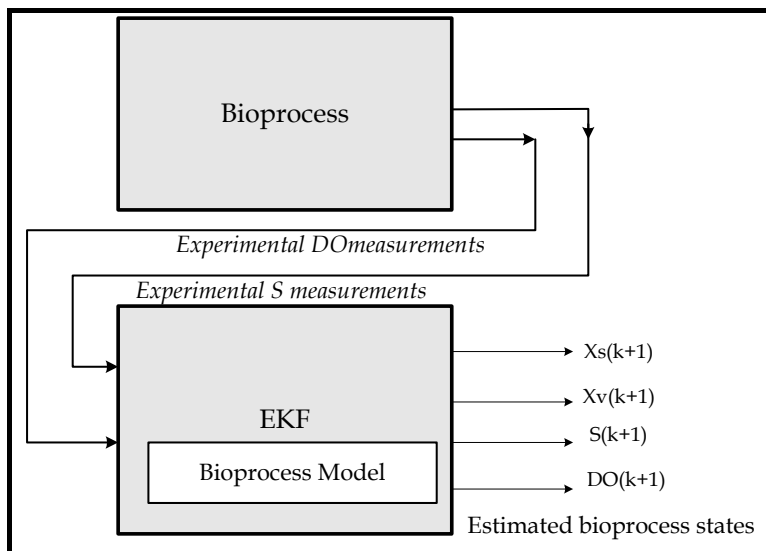 Bioprocess
Experimental DOmeasurements
Experimental S measurements
Xs(k+1)
Xv(k+1)
EKF
S(k+1)
Bioprocess Model
DO(k+1)
Estimated bioprocess states